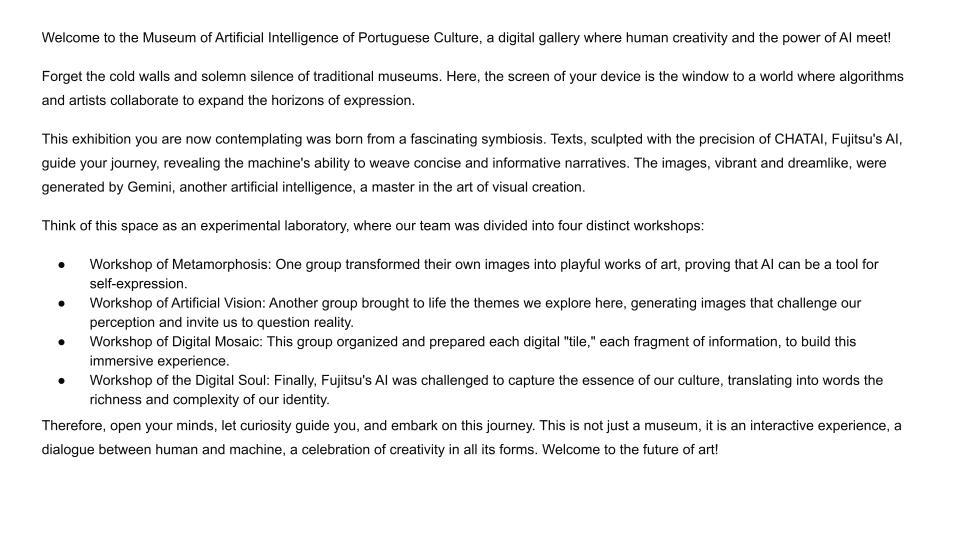 Welcome to the Museum of Artificial Intelligence of Portuguese Culture, a digital gallery where human creativity and the power of AI meet!
Forget the cold walls and solemn silence of traditional museums. Here, the screen of your device is the window to a world where algorithms
and artists collaborate to expand the horizons of expression.
This exhibition you are now contemplating was born from a fascinating symbiosis. Texts, sculpted with the precision of CHATAI, Fujitsu's AI,
guide your journey, revealing the machine's ability to weave concise and informative narratives. The images, vibrant and dreamlike, were
generated by Gemini, another artificial intelligence, a master in the art of visual creation.
Think of this space as an experimental laboratory, where our team was divided into four distinct workshops:
● Workshop of Metamorphosis: One group transformed their own images into playful works of art, proving that AI can be a tool for
self-expression.
● Workshop of Artificial Vision: Another group brought to life the themes we explore here, generating images that challenge our
perception and invite us to question reality.
● Workshop of Digital Mosaic: This group organized and prepared each digital "tile," each fragment of information, to build this
immersive experience.
● Workshop of the Digital Soul: Finally, Fujitsu's AI was challenged to capture the essence of our culture, translating into words the
richness and complexity of our identity.
Therefore, open your minds, let curiosity guide you, and embark on this journey. This is not just a museum, it is an interactive experience, a
dialogue between human and machine, a celebration of creativity in all its forms. Welcome to the future of art!